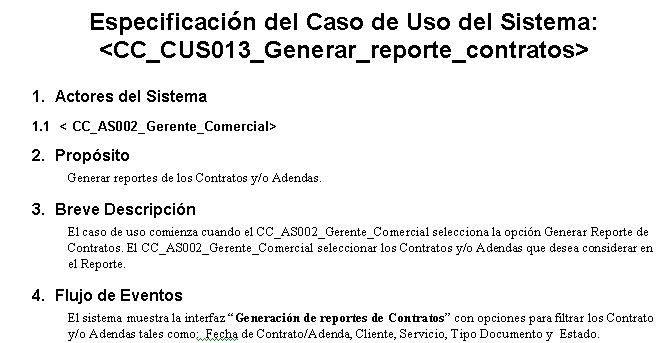 Especificación del Caso de Uso del Sistema:
<CC_CUS013_Generar_reporte_contratos>
1. Actores del Sistema
1.1 < CC_AS002_Gerente_Comercial>
2. Propósito
Generar reportes de los Contratos y/o Adendas.
3. Breve Descripción
El caso de uso comienza cuando el CC_AS002_Gerente_Comercial selecciona la opción Generar Reporte de
Contratos. El CC_AS002_Gerente_Comercial seleccionar los Contratos y/o Adendas que desea considerar en
el Reporte.
4. Flujo de Eventos
El sistema muestra la interfaz “Generación de reportes de Contratos” con opciones para filtrar los Contrato
y/o Adendas tales como: Fecha de Contrato/Adenda, Cliente, Servicio, Tipo Documento y Estado.